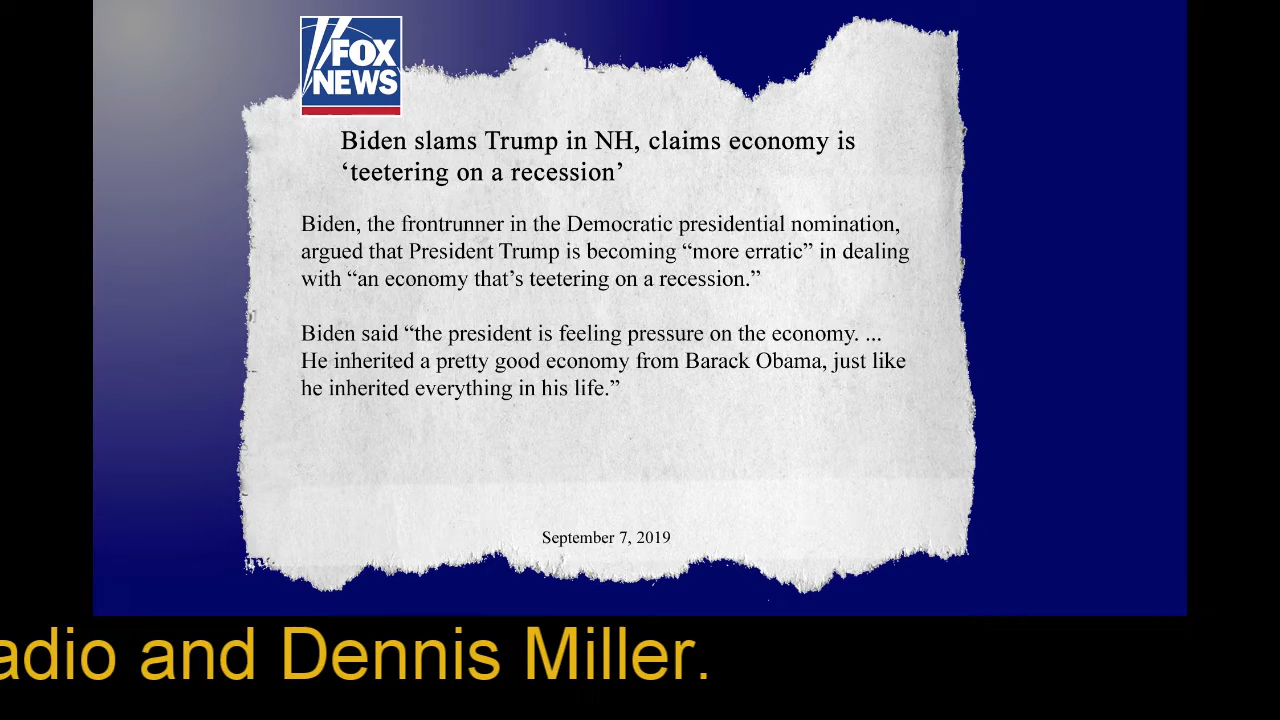 FOX
NEWS
Biden slams Trump in NH, claims economy is
‘teetering on a recession’
Biden, the frontrunner in the Democratic presidential nomination,
argued that President Trump is becoming “more erratic” in dealing
with “an economy that’s teetering on a recession.”
Biden said “the president is feeling pressure on the economy. ...
He inherited a pretty good economy from Barack Obama, just like
he inherited everything in his life.”
September 7, 2019
and Dennis Miller.